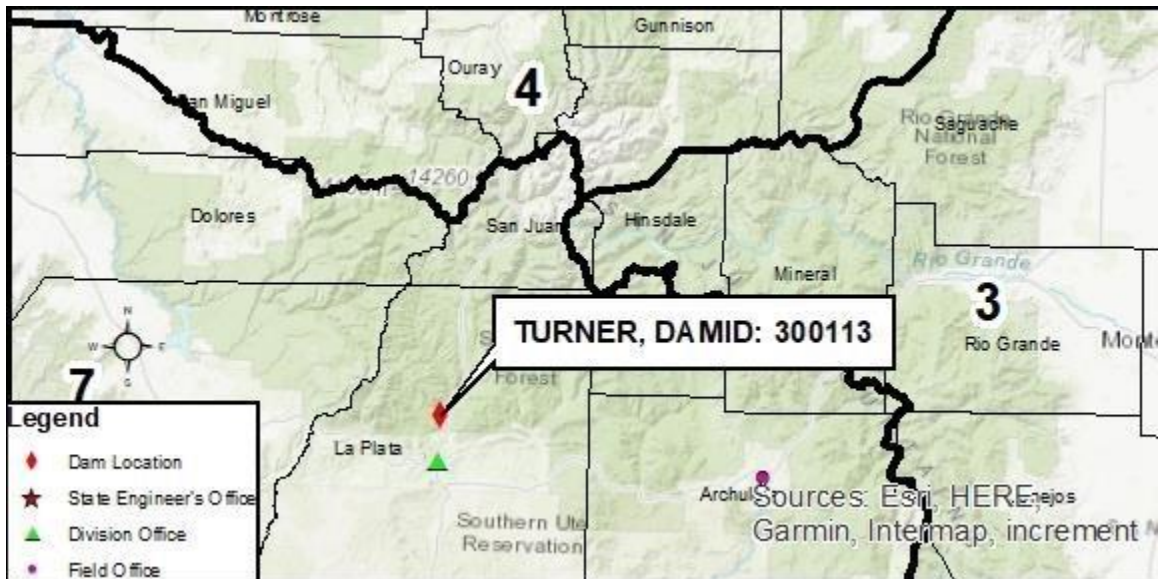 Montrose
Gunnison
Ouray
4
San Miguel
Saguache
Rio Grande
National
Forest
14260
Dolores
San Juan
Hinsdale
Mineral
Rio Grande
3
TURNER, DAMID: 300113
Rio Grande
Forest
N
W
E
S
7
Legend
Dam Location
State Engineer's Office
Division Office
Field Office
La Plata
Southern Ute
Reservation
Sources: Esri, HERE,
Garmin, Intermap, increment